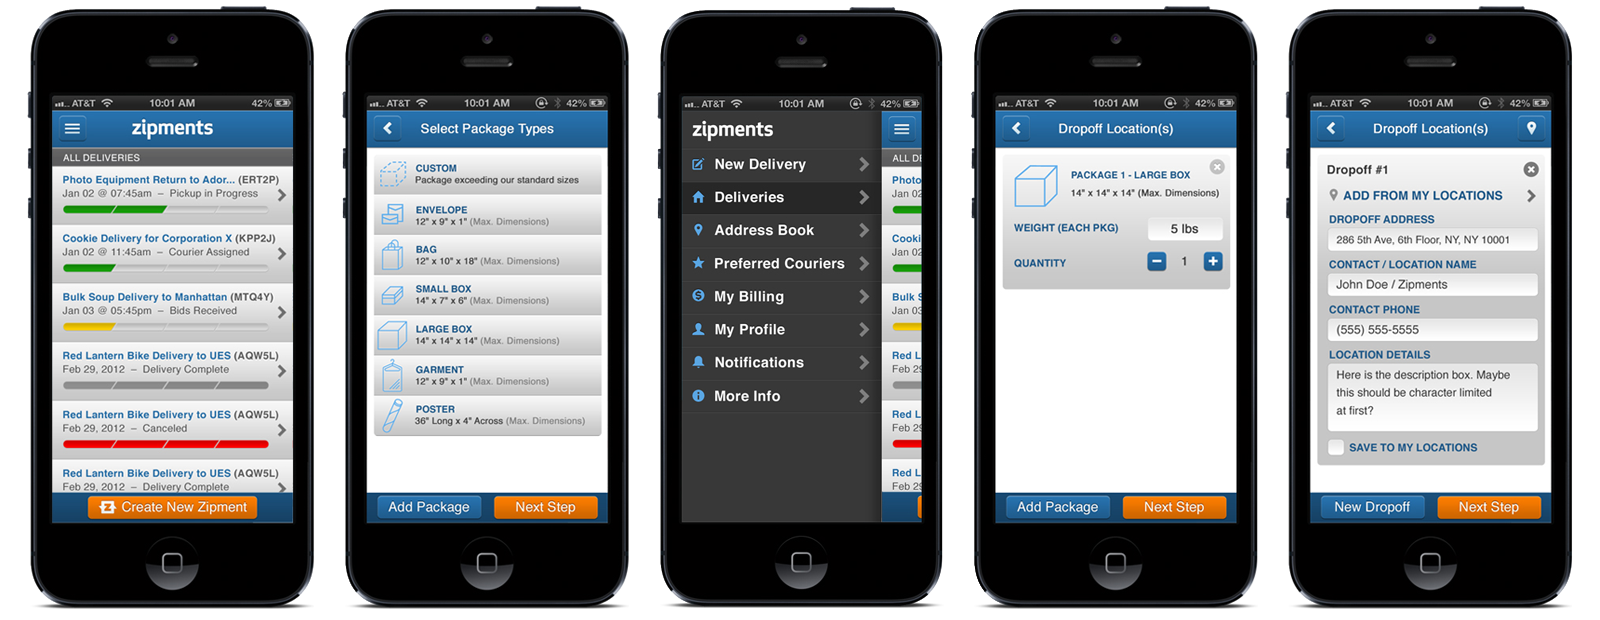 AT&T 10:01 AM 42%
zipments
ALL DELIVERIES
Photo Equipment Return to Ador... (ERT2P)
Jan 02 @ 07:45am – Pickup in Progress
Cookie Delivery for Corporation X (KPP2J)
Jan 02 @ 11:45am – Courier Assigned
Bulk Soup Delivery to Manhattan (MTQ4Y)
Jan 03 @ 05:45pm – Bids Received
Red Lantern Bike Delivery to UES (AQW5L)
Feb 29, 2012 – Delivery Complete
Red Lantern Bike Delivery to UES (AQW5L)
Feb 29, 2012 – Canceled
Red Lantern Bike Delivery to UES (AQW5L)
Feb 29, 2012 – Delivery Complete
Create New Zipment
AT&T 10:01 AM 42%
Select Package Types
CUSTOM
Package exceeding our standard sizes
ENVELOPE
12" x 9" x 1" (Max. Dimensions)
BAG
12" x 10" x 18" (Max. Dimensions)
SMALL BOX
14" x 7" x 6" (Max. Dimensions)
LARGE BOX
14" x 14" x 14" (Max. Dimensions)
GARMENT
12" x 9" x 1" (Max. Dimensions)
POSTER
36" Long x 4" Across (Max. Dimensions)
Add Package
Next Step
AT&T 10:01 AM 42%
zipments
New Delivery
Deliveries
Address Book
Preferred Couriers
My Billing
My Profile
Notifications
More Info
ALL DE
Photo
Jan 02
Cooki
Jan 02
Bulk S
Jan 03
Red L
Feb 29
Red L
Feb 29
Red L
Feb 29
AT&T 10:01 AM 42%
Dropoff Location(s)
PACKAGE 1 - LARGE BOX
14" x 14" x 14" (Max. Dimensions)
WEIGHT (EACH PKG) 5 lbs
QUANTITY 1
Add Package
Next Step
AT&T 10:01 AM 42%
Dropoff Location(s)
Dropoff #1
ADD FROM MY LOCATIONS
DROPOFF ADDRESS
286 5th Ave, 6th Floor, NY, NY 10001
CONTACT / LOCATION NAME
John Doe / Zipments
CONTACT PHONE
(555) 555-5555
LOCATION DETAILS
Here is the description box. Maybe
this should be character limited
at first?
SAVE TO MY LOCATIONS
New Dropoff
Next Step